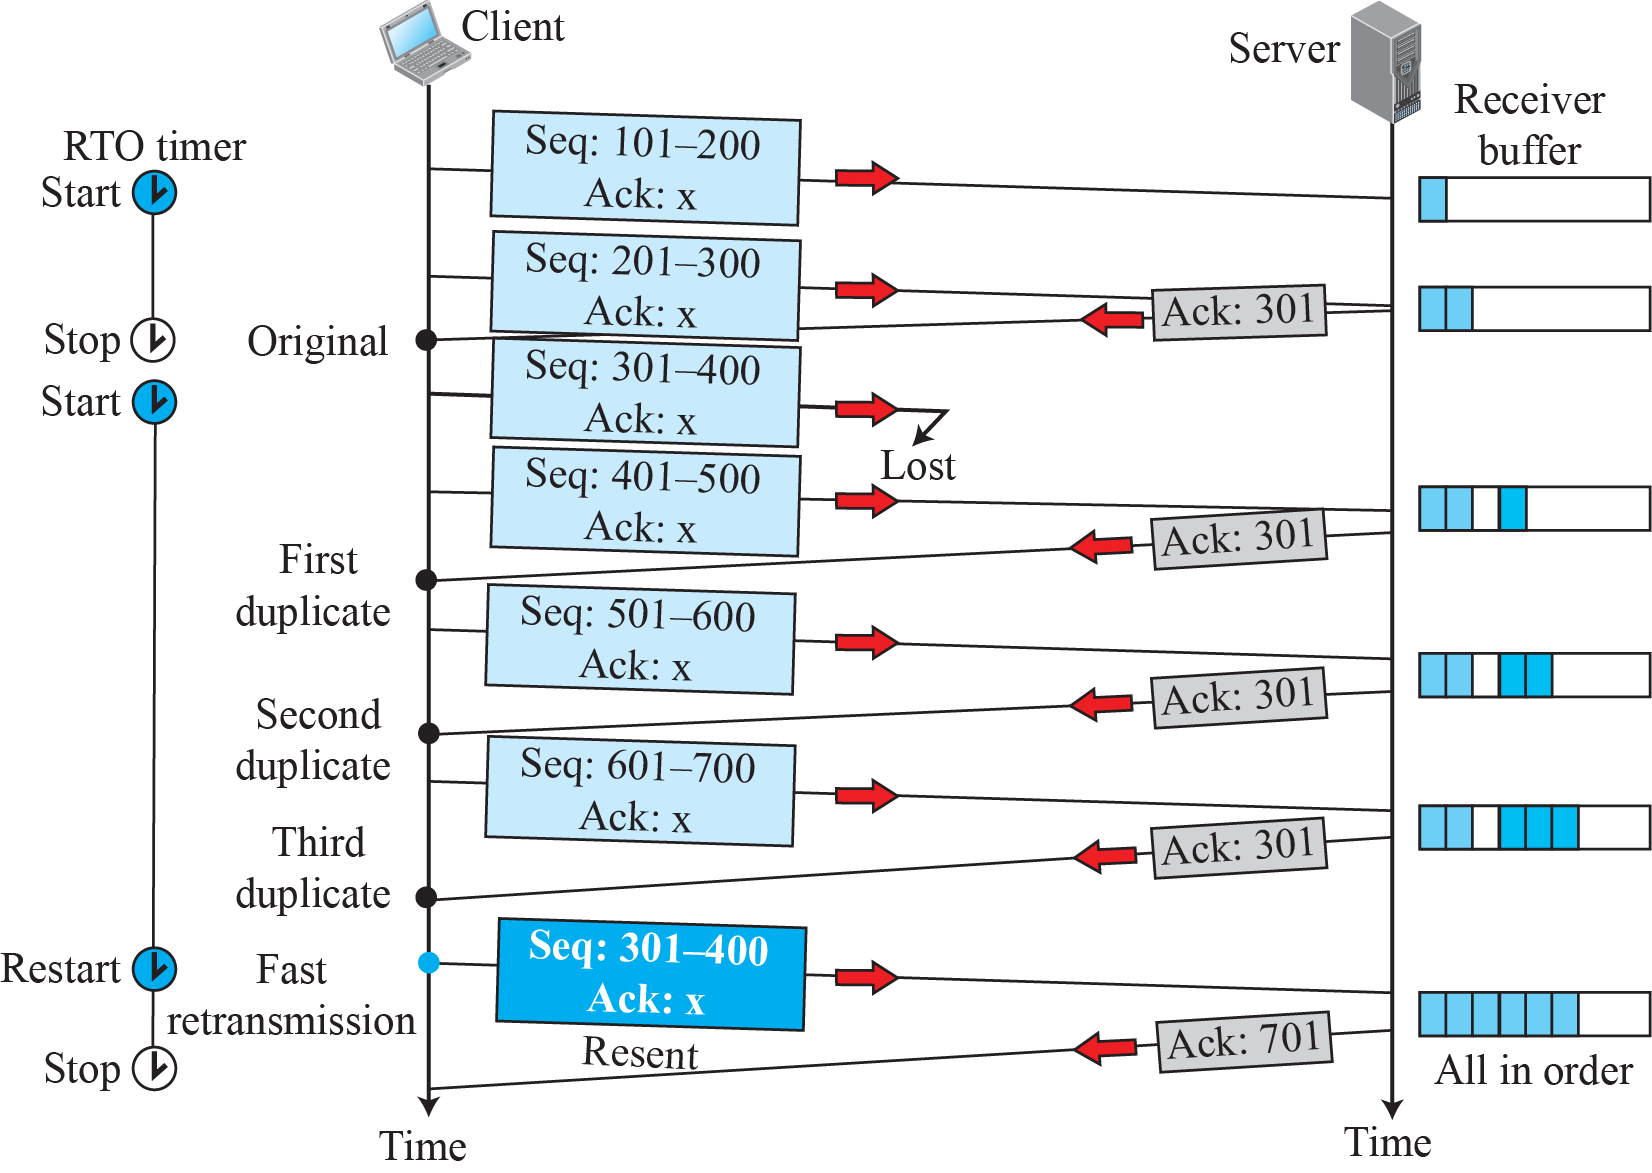 Client
Server
Receiver
buffer
RTO timer
Start
Seq: 101–200
Ack: x
Seq: 201–300
Ack: x
Ack: 301
Stop
Original
Start
Seq: 301–400
Ack: x
Lost
Seq: 401–500
Ack: x
Ack: 301
First
duplicate
Seq: 501–600
Ack: x
Ack: 301
Second
duplicate
Seq: 601–700
Ack: x
Ack: 301
Third
duplicate
Restart
Fast
retransmission
Seq: 301–400
Ack: x
Resent
Ack: 701
Stop
All in order
Time
Time